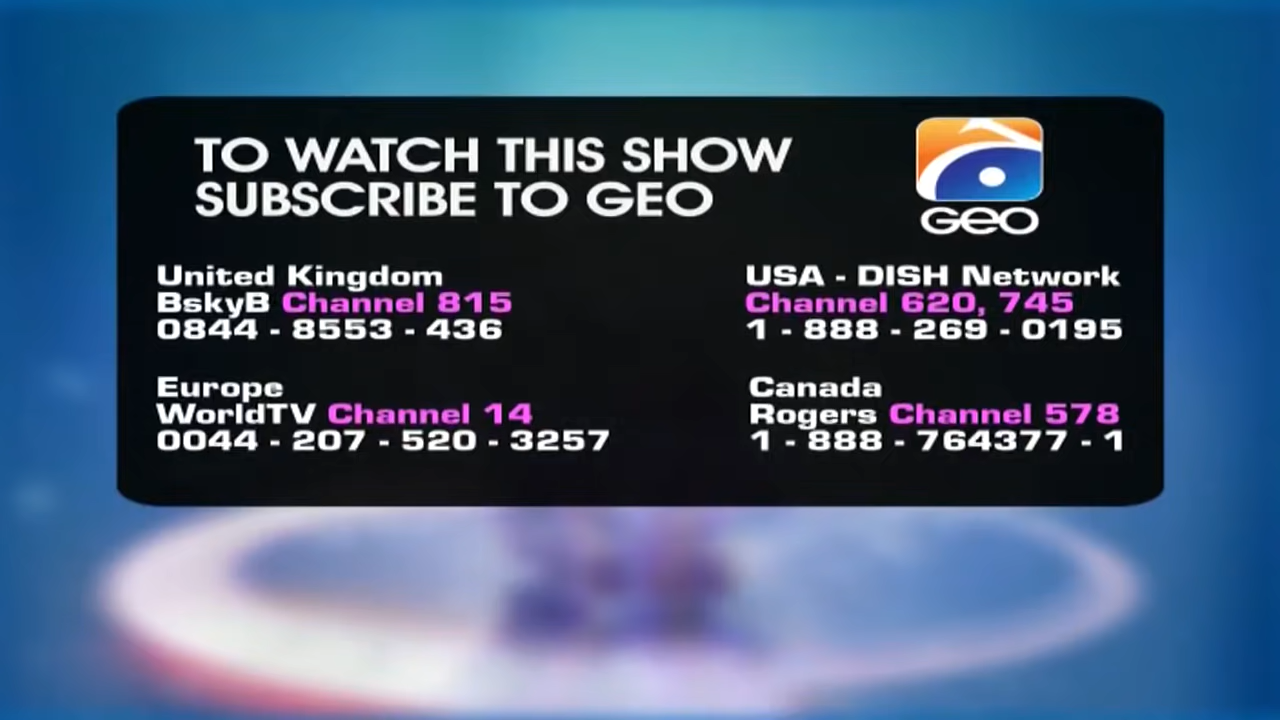 TO WATCH THIS SHOW
SUBSCRIBE TO GEO
GEO
United Kingdom
BskyB Channel 815
0844 - 8553 - 436
USA - DISH Network
Channel 620, 745
1 - 888 - 269 - 0195
Europe
WorldTV Channel 14
0044 - 207 - 520 - 3257
Canada
Rogers Channel 578
1 - 888 - 764377 - 1